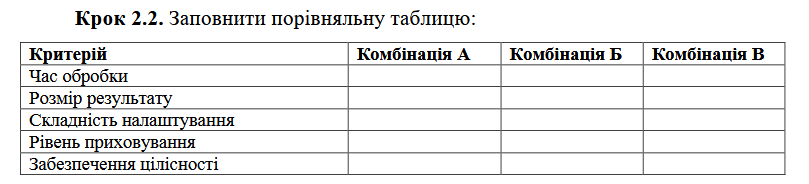 Крок 2.2. Заповнити порівняльну таблицю:
Критерій Комбінація А Комбінація Б Комбінація В
Час обробки
Розмір результату
Складність налаштування
Рівень приховування
Забезпечення цілісності